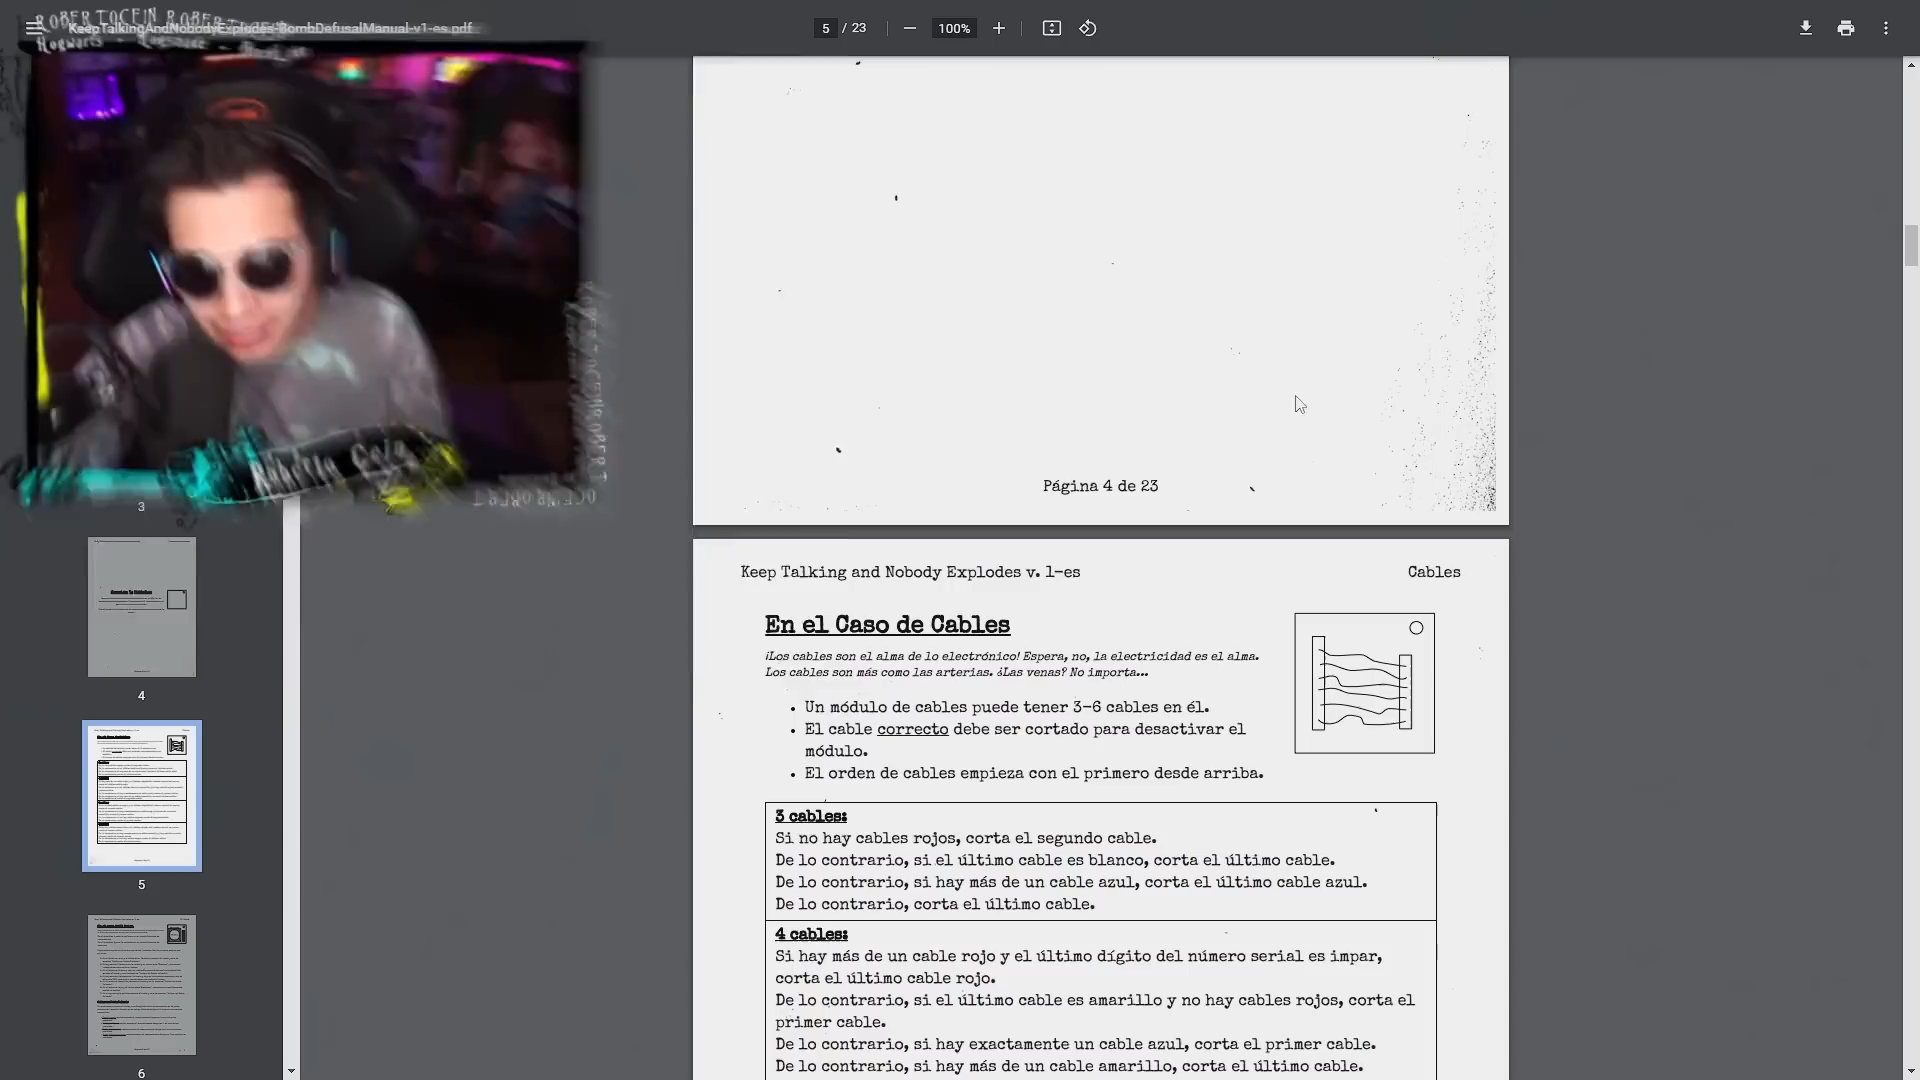 ROBERTOCEIN ROBERTOCEIN
KeepTalkingAndNobodyExplodes-BombDefusalManual-v1-es.pdf
5 / 23
100%
Roberto Cein
3
4
5
6
Página 4 de 23
Keep Talking and Nobody Explodes v. 1-es
Cables
En el Caso de Cables
¡Los cables son el alma de lo electrónico! Espera, no, la electricidad es el alma.
Los cables son más como las arterias. ¿Las venas? No importa...
• Un módulo de cables puede tener 3-6 cables en él.
• El cable correcto debe ser cortado para desactivar el
módulo.
• El orden de cables empieza con el primero desde arriba.
3 cables:
Si no hay cables rojos, corta el segundo cable.
De lo contrario, si el último cable es blanco, corta el último cable.
De lo contrario, si hay más de un cable azul, corta el último cable azul.
De lo contrario, corta el último cable.
4 cables:
Si hay más de un cable rojo y el último dígito del número serial es impar,
corta el último cable rojo.
De lo contrario, si el último cable es amarillo y no hay cables rojos, corta el
primer cable.
De lo contrario, si hay exactamente un cable azul, corta el primer cable.
De lo contrario, si hay más de un cable amarillo, corta el último cable.